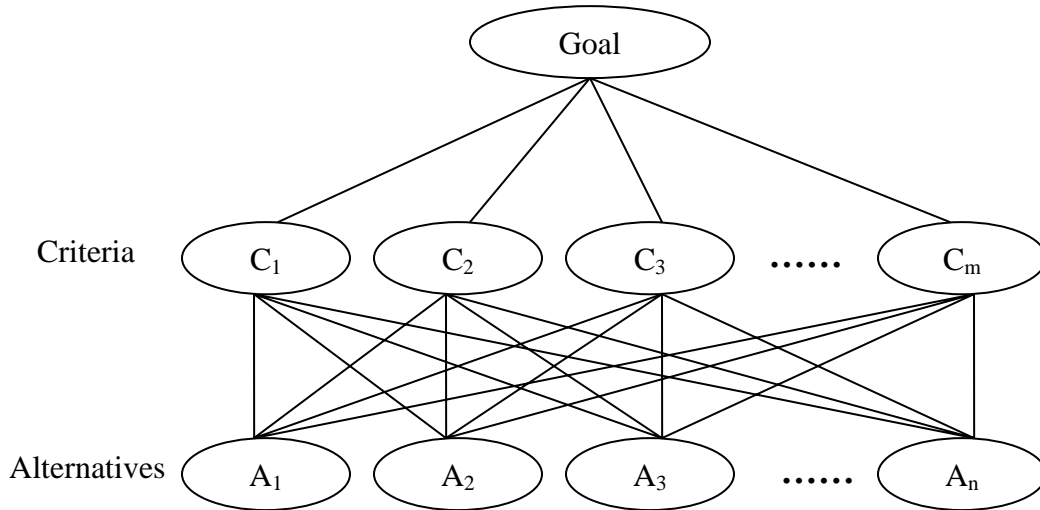 Goal
Criteria C₁ C₂ C₃ ...... Cₘ
Alternatives A₁ A₂ A₃ ...... Aₙ